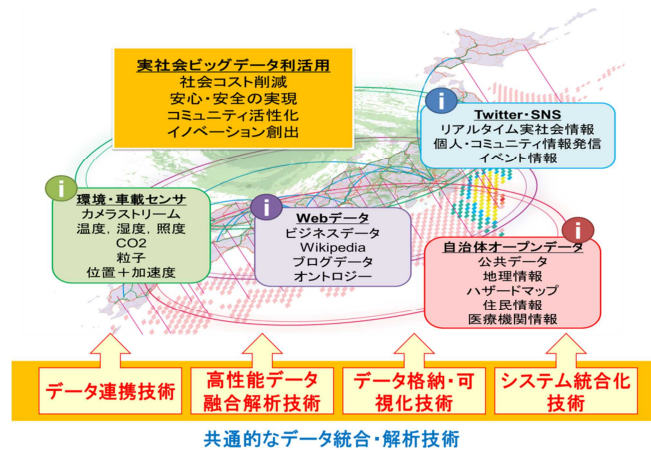 実社会ビッグデータ利活用
社会コスト削減
安心・安全の実現
コミュニティ活性化
イノベーション創出
i
Twitter・SNS
リアルタイム実社会情報
個人・コミュニティ情報発信
イベント情報
i
環境・車載センサ
カメラストリーム
温度, 湿度, 照度
CO2
粒子
位置＋加速度
i
Webデータ
ビジネスデータ
Wikipedia
ブログデータ
オントロジー
i
自治体オープンデータ
公共データ
地理情報
ハザードマップ
住民情報
医療機関情報
データ連携技術
高性能データ
融合解析技術
データ格納・可
視化技術
システム統合化
技術
共通的なデータ統合・解析技術